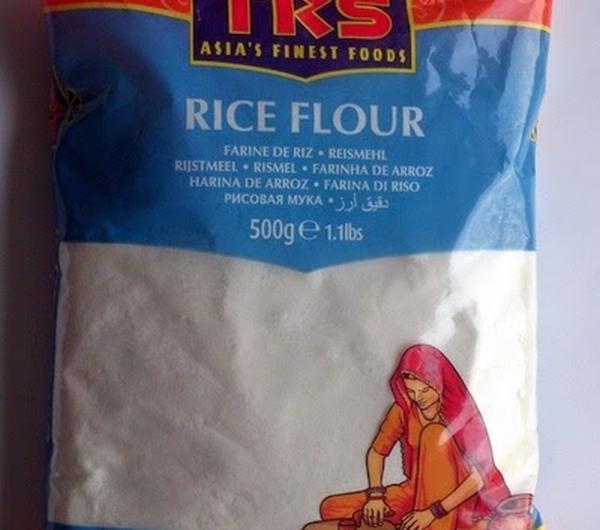 TRS
ASIA'S FINEST FOODS
RICE FLOUR
FARINE DE RIZ • REISMEHL
RIJSTMEEL • RISMEL • FARINHA DE ARROZ
HARINA DE ARROZ • FARINA DI RISO
РИСОВАЯ МУКА • دقيق أرز
500g ℮ 1.1lbs